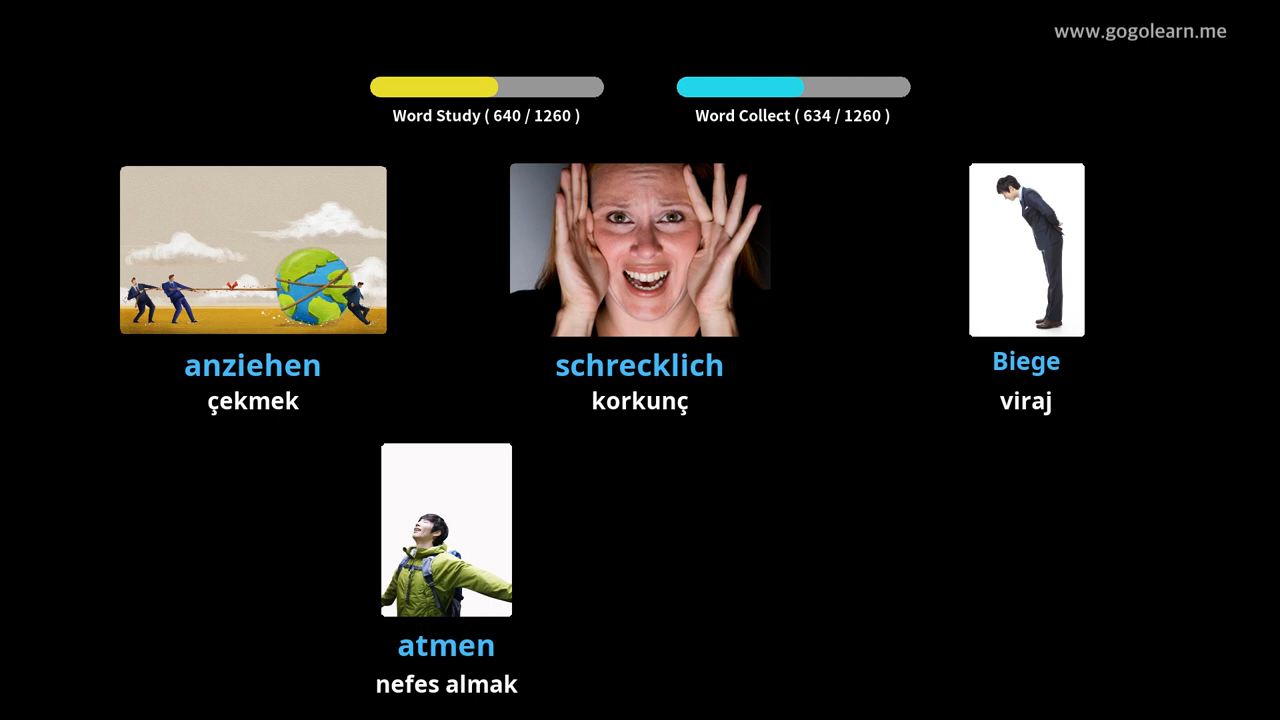 www.gogolearn.me
Word Study ( 640 / 1260 )
Word Collect ( 634 / 1260 )
anziehen
çekmek
schrecklich
korkunç
Biege
viraj
atmen
nefes almak